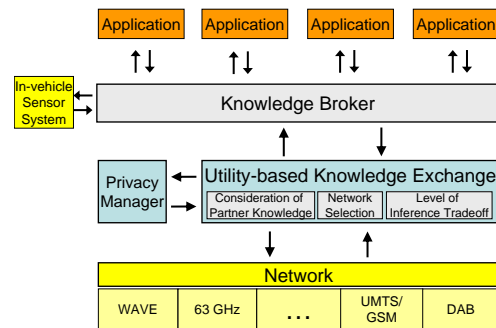 Application Application Application Application
In-vehicle
Sensor
System
Knowledge Broker
Privacy
Manager
Utility-based Knowledge Exchange
Consideration of
Partner Knowledge
Network
Selection
Level of
Inference Tradeoff
Network
WAVE
63 GHz
...
UMTS/
GSM
DAB